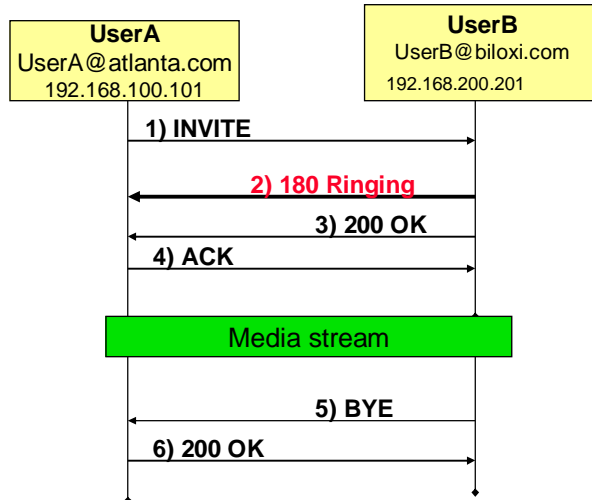 UserA
UserA@atlanta.com
192.168.100.101
UserB
UserB@biloxi.com
192.168.200.201
1) INVITE
2) 180 Ringing
3) 200 OK
4) ACK
Media stream
5) BYE
6) 200 OK